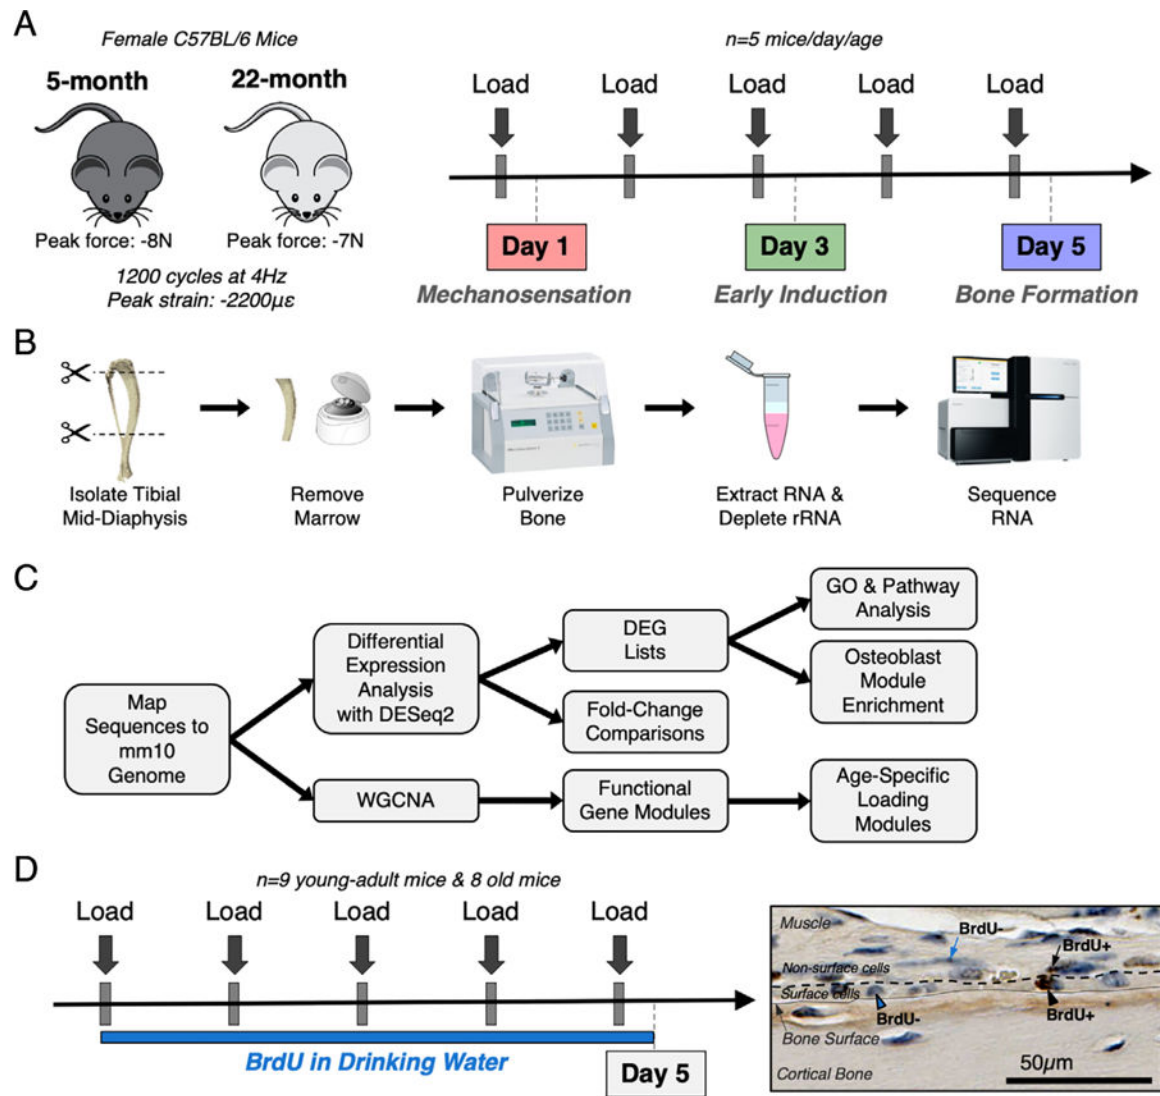 A
Female C57BL/6 Mice
5-month
22-month
Peak force: -8N
Peak force: -7N
1200 cycles at 4Hz
Peak strain: -2200µε
n=5 mice/day/age
Load
Load
Load
Load
Load
Day 1
Day 3
Day 5
Mechanosensation
Early Induction
Bone Formation
B
Isolate Tibial
Mid-Diaphysis
Remove
Marrow
Pulverize
Bone
Extract RNA &
Deplete rRNA
Sequence
RNA
C
Map
Sequences to
mm10
Genome
Differential
Expression
Analysis
with DESeq2
WGCNA
DEG
Lists
Fold-Change
Comparisons
Functional
Gene Modules
GO & Pathway
Analysis
Osteoblast
Module
Enrichment
Age-Specific
Loading
Modules
D
n=9 young-adult mice & 8 old mice
Load
Load
Load
Load
Load
BrdU in Drinking Water
Day 5
Muscle
BrdU-
BrdU+
Non-surface cells
Surface cells
BrdU-
BrdU+
Bone Surface
Cortical Bone
50µm